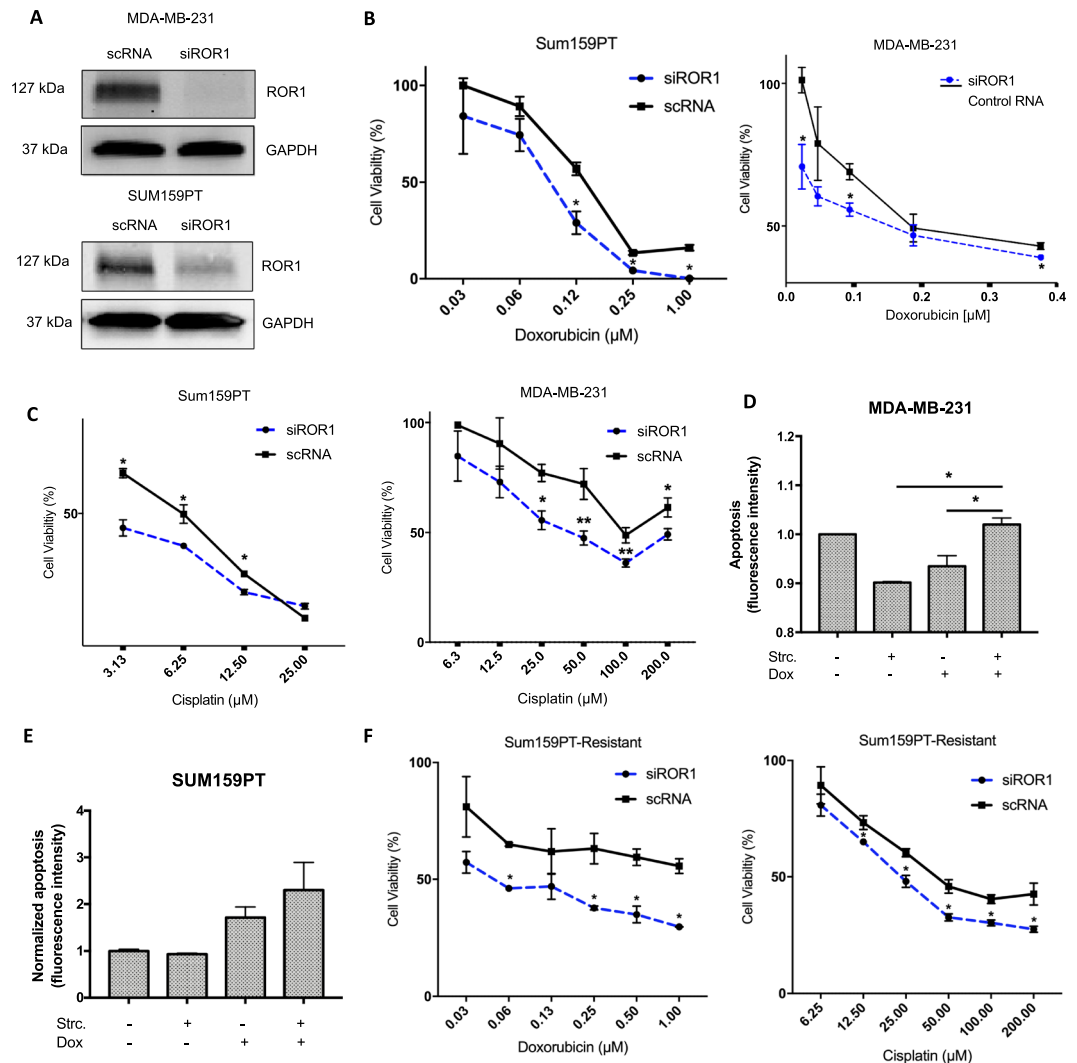 A
MDA-MB-231
scRNA siROR1
127 kDa ROR1
37 kDa GAPDH
SUM159PT
scRNA siROR1
127 kDa ROR1
37 kDa GAPDH
B
Sum159PT
siROR1
scRNA
100
50
0
Cell Viabiltiy (%)
0.03 0.06 0.12 0.25 1.00
* * *
Doxorubicin (µM)
MDA-MB-231
siROR1
Control RNA
100
50
Cell Viabiltiy (%)
* * *
0.0 0.1 0.2 0.3 0.4
Doxorubicin [µM]
C
Sum159PT
siROR1
scRNA
50
Cell Viabiltiy (%)
* * *
3.13 6.25 12.50 25.00
Cisplatin (µM)
MDA-MB-231
siROR1
scRNA
100
50
0
Cell Viabiltiy (%)
* ** ** *
6.3 12.5 25.0 50.0 100.0 200.0
Cisplatin (µM)
D
MDA-MB-231
1.2
1.1
1.0
0.9
0.8
Apoptosis
(fluorescence intensity)
*
*
Strc. - + - +
Dox - - + +
E
SUM159PT
4
3
2
1
0
Normalized apoptosis
(fluorescence intensity)
Strc. - + - +
Dox - - + +
F
Sum159PT-Resistant
siROR1
scRNA
100
50
0
Cell Viabiltiy (%)
* * * *
0.03 0.06 0.13 0.25 0.50 1.00
Doxorubicin (µM)
Sum159PT-Resistant
siROR1
scRNA
100
50
0
Cell Viabiltiy (%)
* * * * *
6.25 12.50 25.00 50.00 100.00 200.00
Cisplatin (µM)